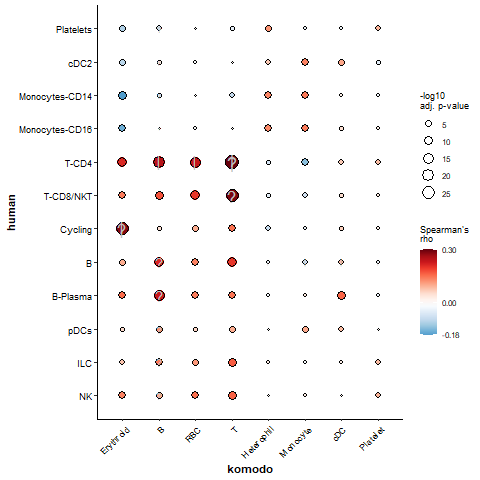 Platelets
cDC2
Monocytes-CD14
Monocytes-CD16
T-CD4
T-CD8/NKT
Cycling
B
B-Plasma
pDCs
ILC
NK
human
Erythroid
B
RBC
T
Heterophil
Monocyte
cDC
Platelet
komodo
-log10
adj. p-value
5
10
15
20
25
Spearman's
rho
0.30
0.00
-0.18